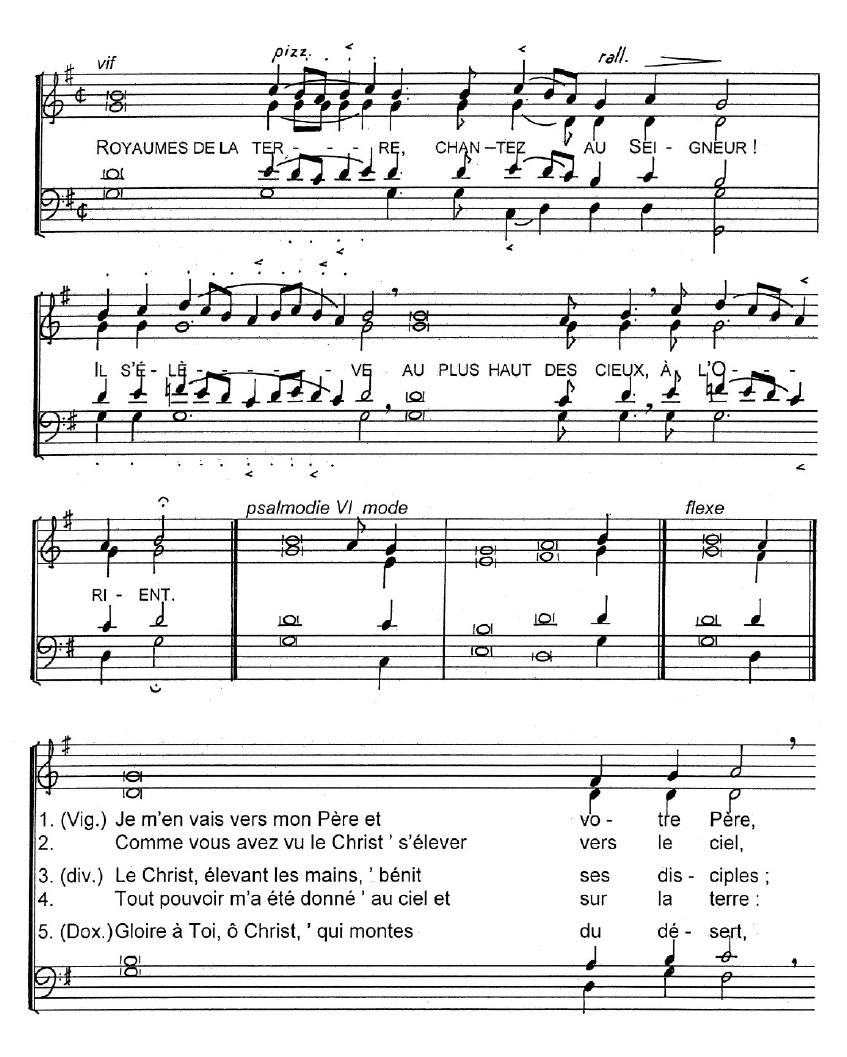 vif pizz. rall.
ROYAUMES DE LA TER - - - - RE, CHAN –TEZ AU SEI - GNEUR !
IL S'É - LÈ - - - - - - - VE AU PLUS HAUT DES CIEUX, À L'O - - - -
psalmodie VI mode flexe
RI - ENT.
1. (Vig.) Je m'en vais vers mon Père et vo - tre Père,
2. Comme vous avez vu le Christ ' s'élever vers le ciel,
3. (div.) Le Christ, élevant les mains, ' bénit ses dis - ciples ;
4. Tout pouvoir m'a été donné ' au ciel et sur la terre :
5. (Dox.) Gloire à Toi, ô Christ, ' qui montes du dé - sert,